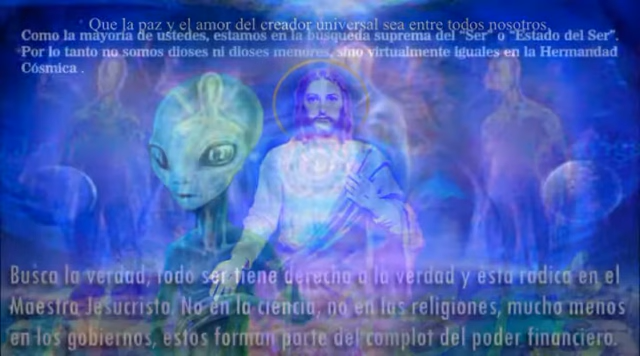 Que la paz y el amor del creador universal sea entre todos nosotros
Como la mayoría de ustedes, estamos en la búsqueda suprema del "Ser" o "Estado del Ser".
Por lo tanto no somos dioses ni dioses menores, sino virtualmente iguales en la Hermandad
Cósmica .
Busca la verdad, todo ser tiene derecho a la verdad y esta radica en el
Maestro Jesucristo. No en la ciencia, no en las religiones, mucho menos
en los gobiernos, estos forman parte del complot del poder financiero.